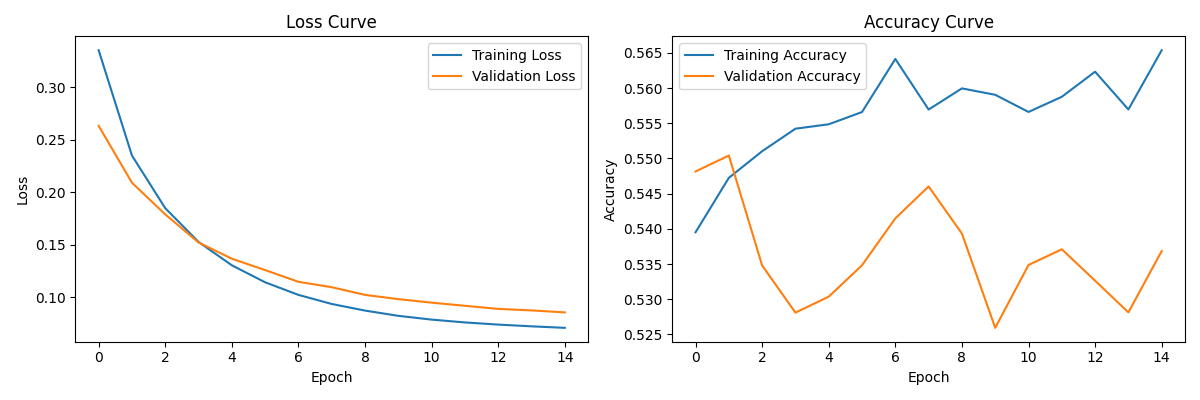 Loss Curve
Training Loss
Validation Loss
0.30
0.25
0.20
0.15
0.10
Loss
0 2 4 6 8 10 12 14
Epoch
Accuracy Curve
Training Accuracy
Validation Accuracy
0.565
0.560
0.555
0.550
0.545
0.540
0.535
0.530
0.525
Accuracy
0 2 4 6 8 10 12 14
Epoch